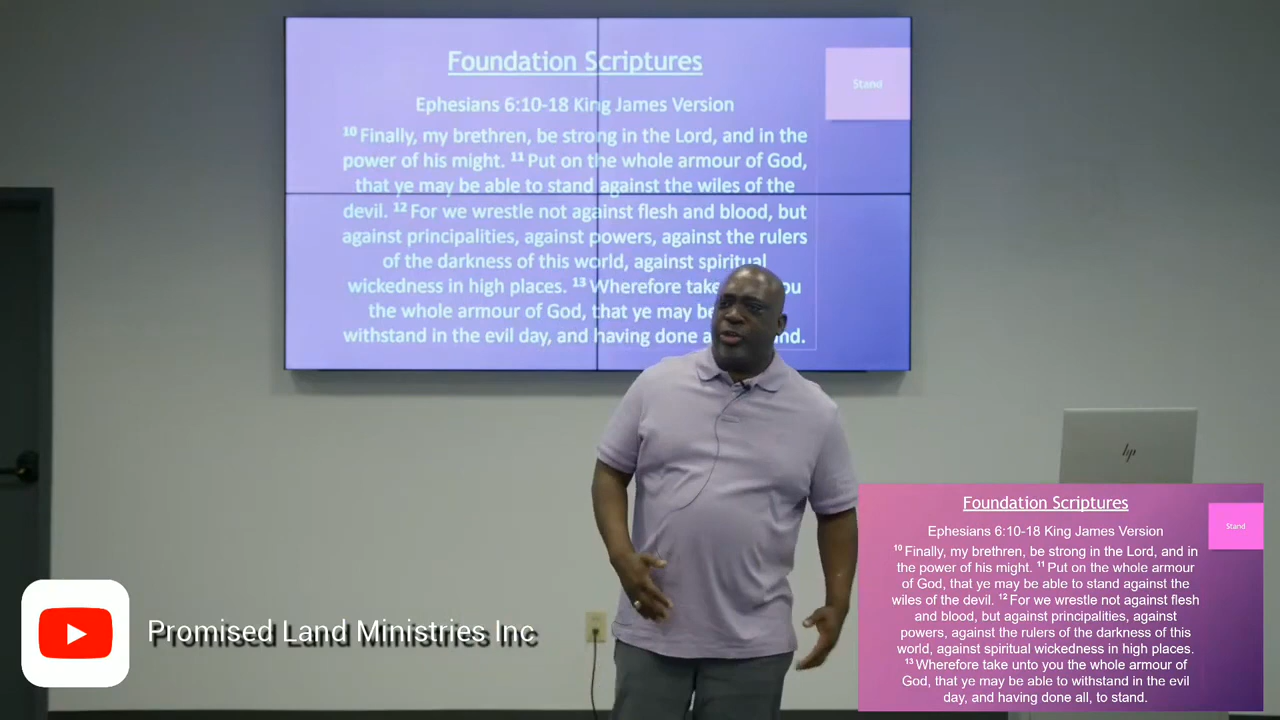 Foundation Scriptures
Stand
Ephesians 6:10-18 King James Version
10 Finally, my brethren, be strong in the Lord, and in the
power of his might. 11 Put on the whole armour of God,
that ye may be able to stand against the wiles of the
devil. 12 For we wrestle not against flesh and blood, but
against principalities, against powers, against the rulers
of the darkness of this world, against spiritual
wickedness in high places. 13 Wherefore take ou
the whole armour of God, that ye may be
withstand in the evil day, and having done a nd.
hp
Foundation Scriptures
Stand
Ephesians 6:10-18 King James Version
10 Finally, my brethren, be strong in the Lord, and in
the power of his might. 11 Put on the whole armour
of God, that ye may be able to stand against the
wiles of the devil. 12 For we wrestle not against flesh
and blood, but against principalities, against
powers, against the rulers of the darkness of this
world, against spiritual wickedness in high places.
13 Wherefore take unto you the whole armour of
God, that ye may be able to withstand in the evil
day, and having done all, to stand.
Promised Land Ministries Inc